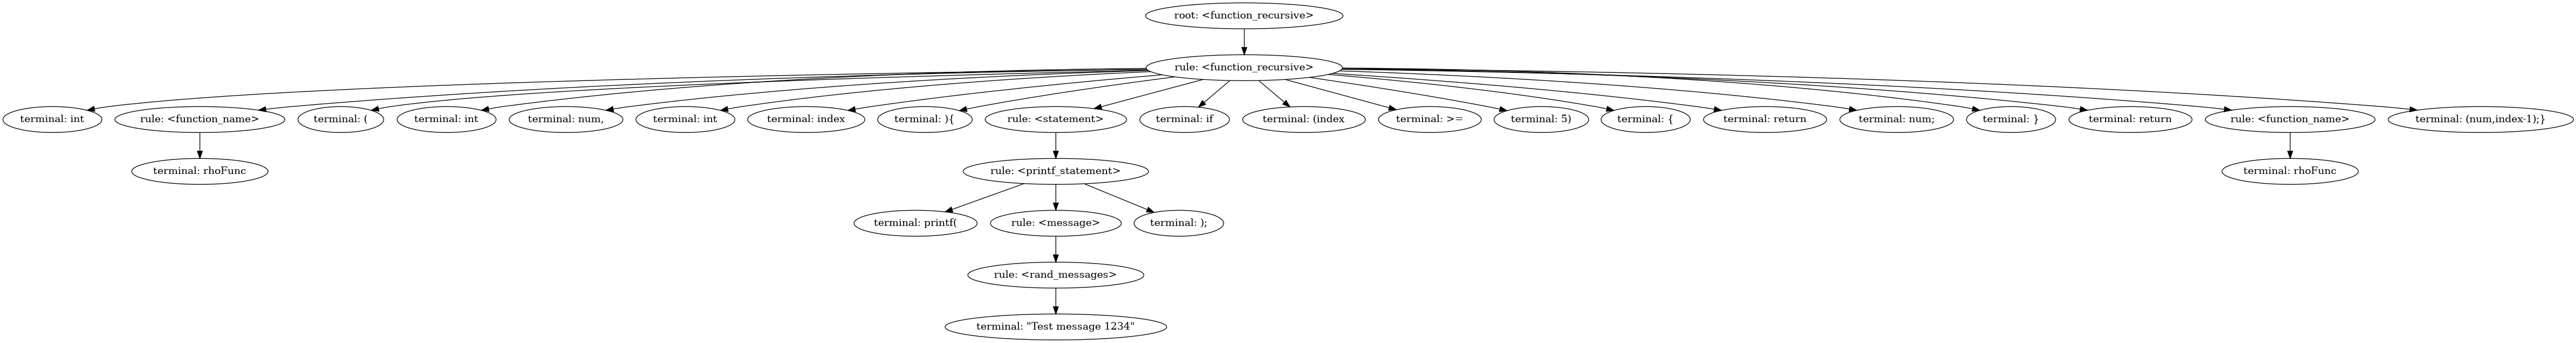 root: <function_recursive>
rule: <function_recursive>
terminal: int
rule: <function_name>
terminal: (
terminal: int
terminal: num,
terminal: int
terminal: index
terminal: ){
rule: <statement>
terminal: if
terminal: (index
terminal: >=
terminal: 5)
terminal: {
terminal: return
terminal: num;
terminal: }
terminal: return
rule: <function_name>
terminal: (num,index-1);}
terminal: rhoFunc
rule: <printf_statement>
terminal: rhoFunc
terminal: printf(
rule: <message>
terminal: );
rule: <rand_messages>
terminal: "Test message 1234"